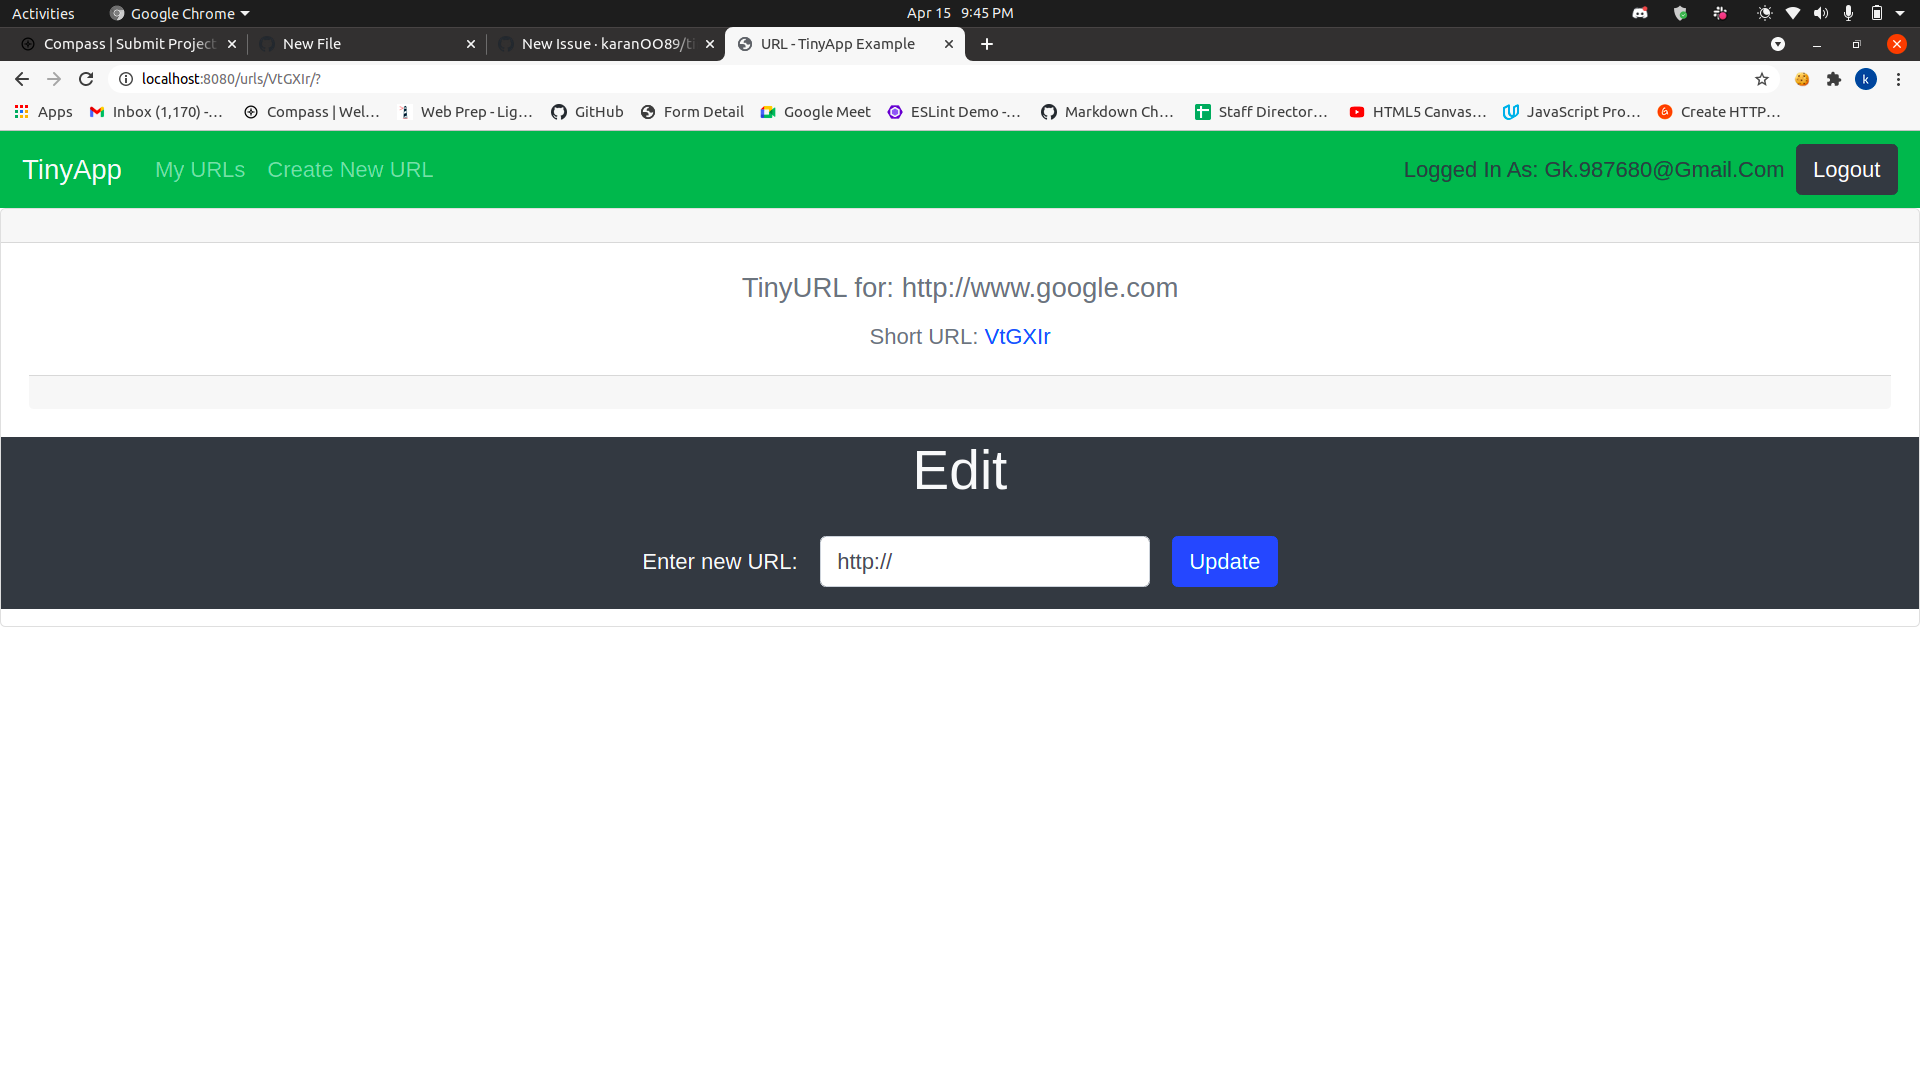 Activities Google Chrome Apr 15 9:45 PM
Compass | Submit Project New File New Issue · karanOO89/ti URL - TinyApp Example
localhost:8080/urls/VtGXIr/? k
Apps Inbox (1,170) -... Compass | Wel... Web Prep - Lig... GitHub Form Detail Google Meet ESLint Demo -... Markdown Ch... Staff Director... HTML5 Canvas... JavaScript Pro... Create HTTP...
TinyApp My URLs Create New URL Logged In As: Gk.987680@Gmail.Com Logout
TinyURL for: http://www.google.com
Short URL: VtGXIr
Edit
Enter new URL: http:// Update